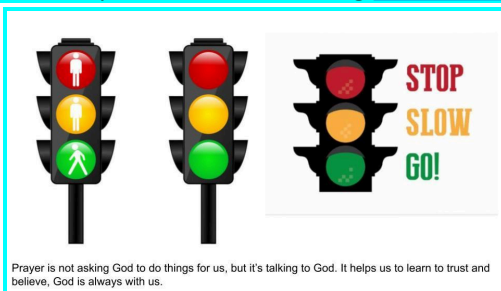 STOP
SLOW
GO!
Prayer is not asking God to do things for us, but it's talking to God. It helps us to learn to trust and
believe, God is always with us.